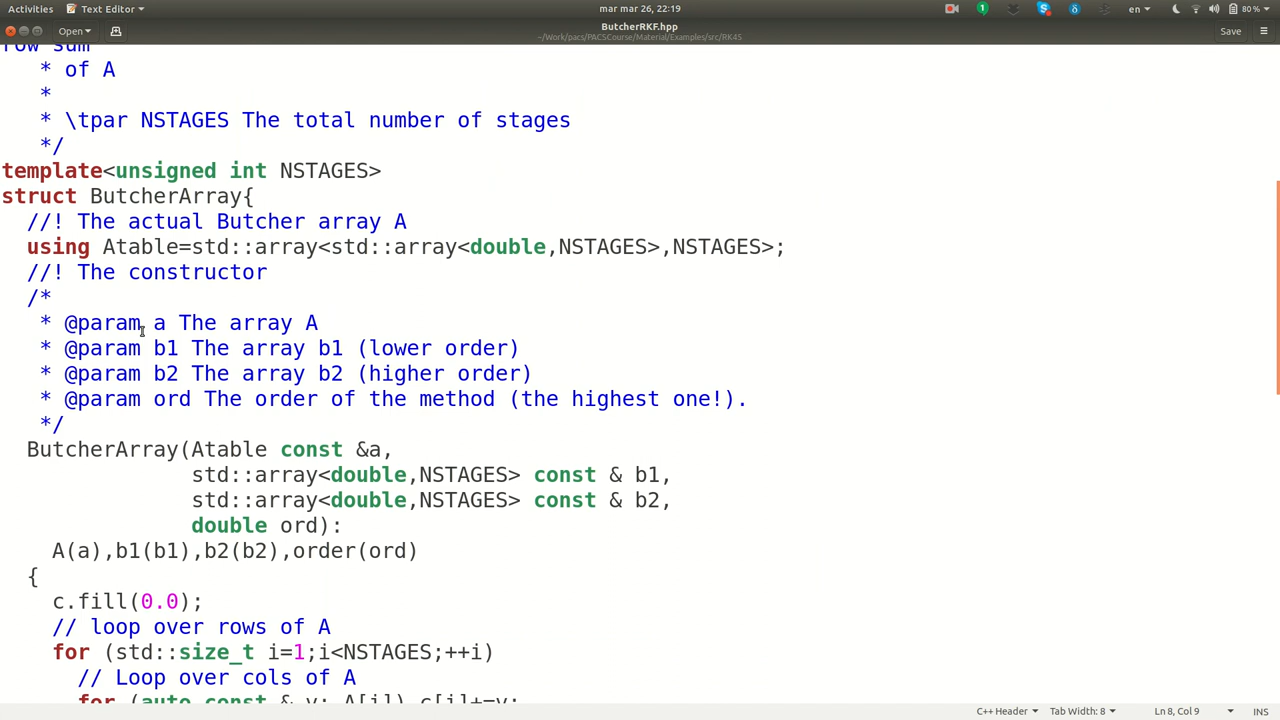 Activities
Text Editor
mar mar 26, 22:19
1
en
80 %
Open
ButcherRKF.hpp
~/Work/pacs/PACSCourse/Material/Examples/src/RK45
Save
row sum
* of A
*
* \tpar NSTAGES The total number of stages
*/
template<unsigned int NSTAGES>
struct ButcherArray{
//! The actual Butcher array A
using Atable=std::array<std::array<double,NSTAGES>,NSTAGES>;
//! The constructor
/*
* @param a The array A
* @param b1 The array b1 (lower order)
* @param b2 The array b2 (higher order)
* @param ord The order of the method (the highest one!).
*/
ButcherArray(Atable const &a,
std::array<double,NSTAGES> const & b1,
std::array<double,NSTAGES> const & b2,
double ord):
A(a),b1(b1),b2(b2),order(ord)
{
c.fill(0.0);
// loop over rows of A
for (std::size_t i=1;i<NSTAGES;++i)
// Loop over cols of A
for (auto const & v: A[i]) c[i]+=v;
C++ Header
Tab Width: 8
Ln 8, Col 9
INS